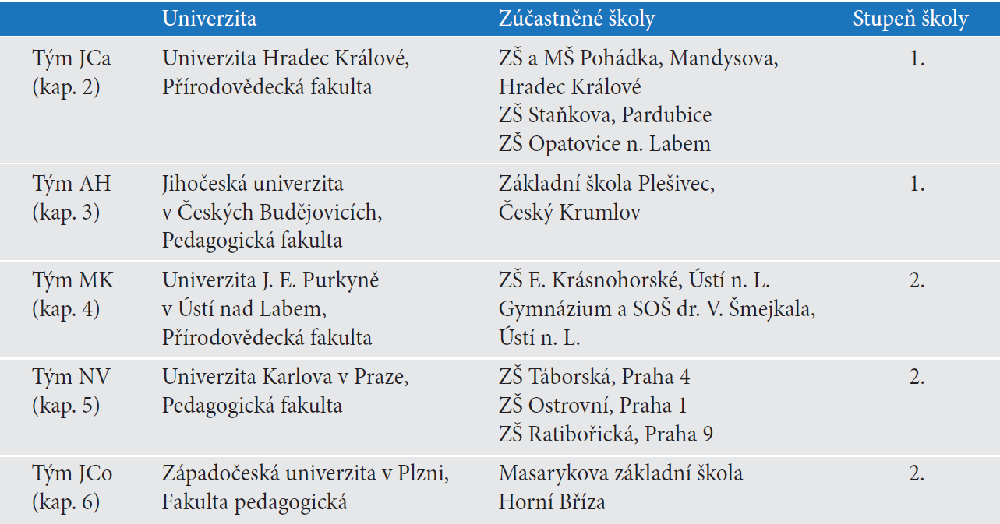 Univerzita Zúčastněné školy Stupeň školy
Tým JCa Univerzita Hradec Králové, ZŠ a MŠ Pohádka, Mandysova, 1.
(kap. 2) Přírodovědecká fakulta Hradec Králové
ZŠ Staňkova, Pardubice
ZŠ Opatovice n. Labem
Tým AH Jihočeská univerzita Základní škola Plešivec, 1.
(kap. 3) v Českých Budějovicích, Český Krumlov
Pedagogická fakulta
Tým MK Univerzita J. E. Purkyně ZŠ E. Krásnohorské, Ústí n. L. 2.
(kap. 4) v Ústí nad Labem, Gymnázium a SOŠ dr. V. Šmejkala,
Přírodovědecká fakulta Ústí n. L.
Tým NV Univerzita Karlova v Praze, ZŠ Táborská, Praha 4 2.
(kap. 5) Pedagogická fakulta ZŠ Ostrovní, Praha 1
ZŠ Ratibořická, Praha 9
Tým JCo Západočeská univerzita v Plzni, Masarykova základní škola 2.
(kap. 6) Fakulta pedagogická Horní Bříza